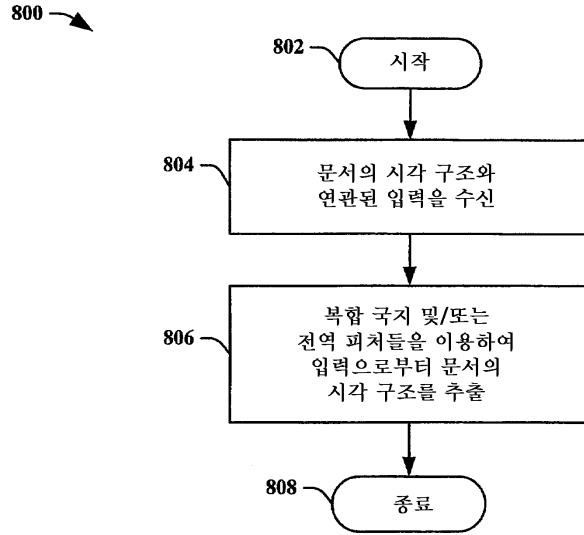 800
802
시작
804
문서의 시각 구조와
연관된 입력을 수신
806
복합 국지 및/또는
전역 피처들을 이용하여
입력으로부터 문서의
시각 구조를 추출
808
종료